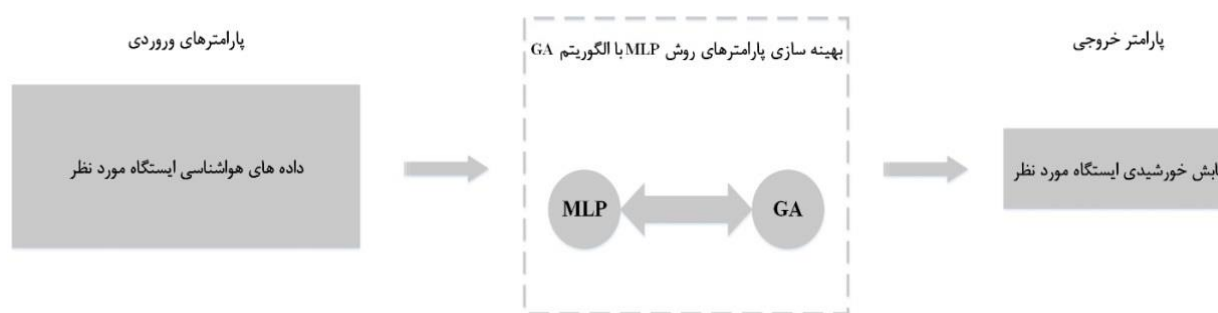 پارامترهای وروردی
داده های هواشناسی ایستگاه مورد نظر
بهینه سازی پارامترهای روش MLP با الگوریتم GA
MLP
GA
پارامتر خروجی
ابش خورشیدی ایستگاه مورد نظر